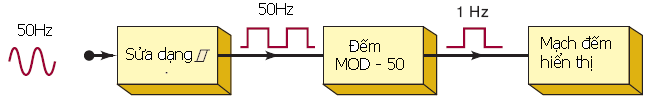 50Hz
Sửa dạng
50Hz
Đếm
MOD - 50
1 Hz
Mạch đếm
hiển thị